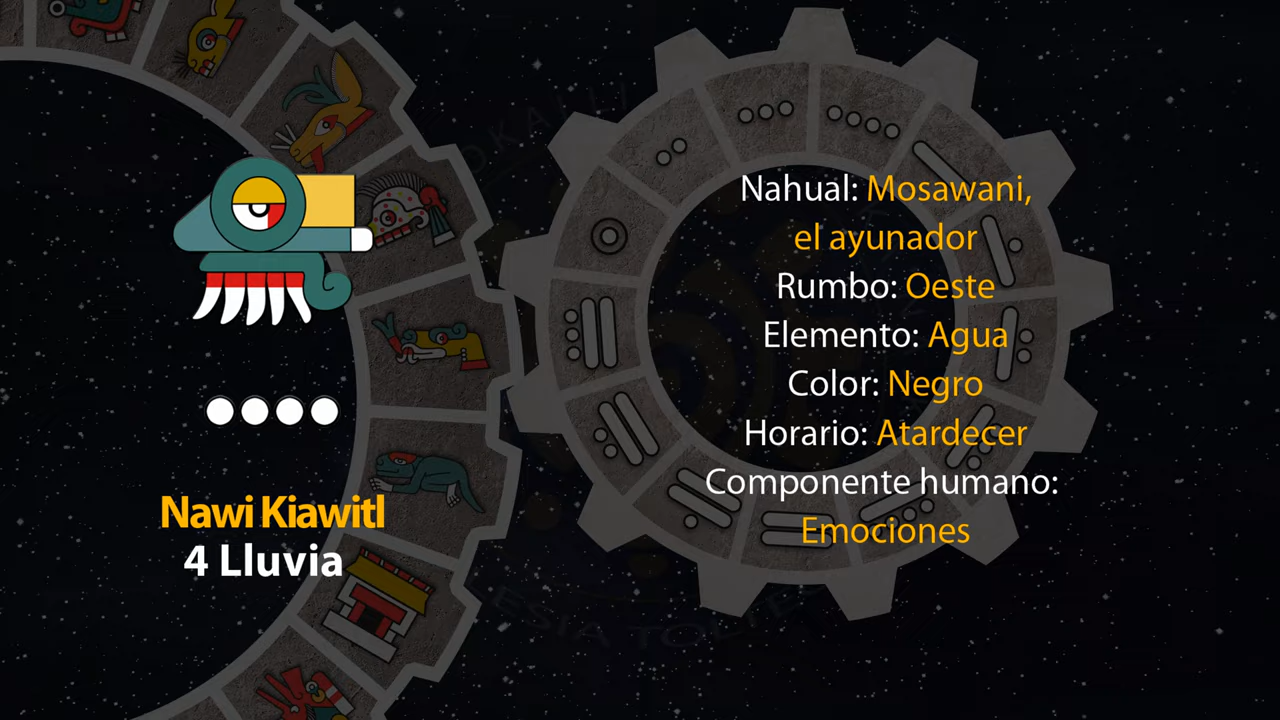 Nawi Kiawitl
4 Lluvia
Nahual: Mosawani,
el ayunador
Rumbo: Oeste
Elemento: Agua
Color: Negro
Horario: Atardecer
Componente humano:
Emociones